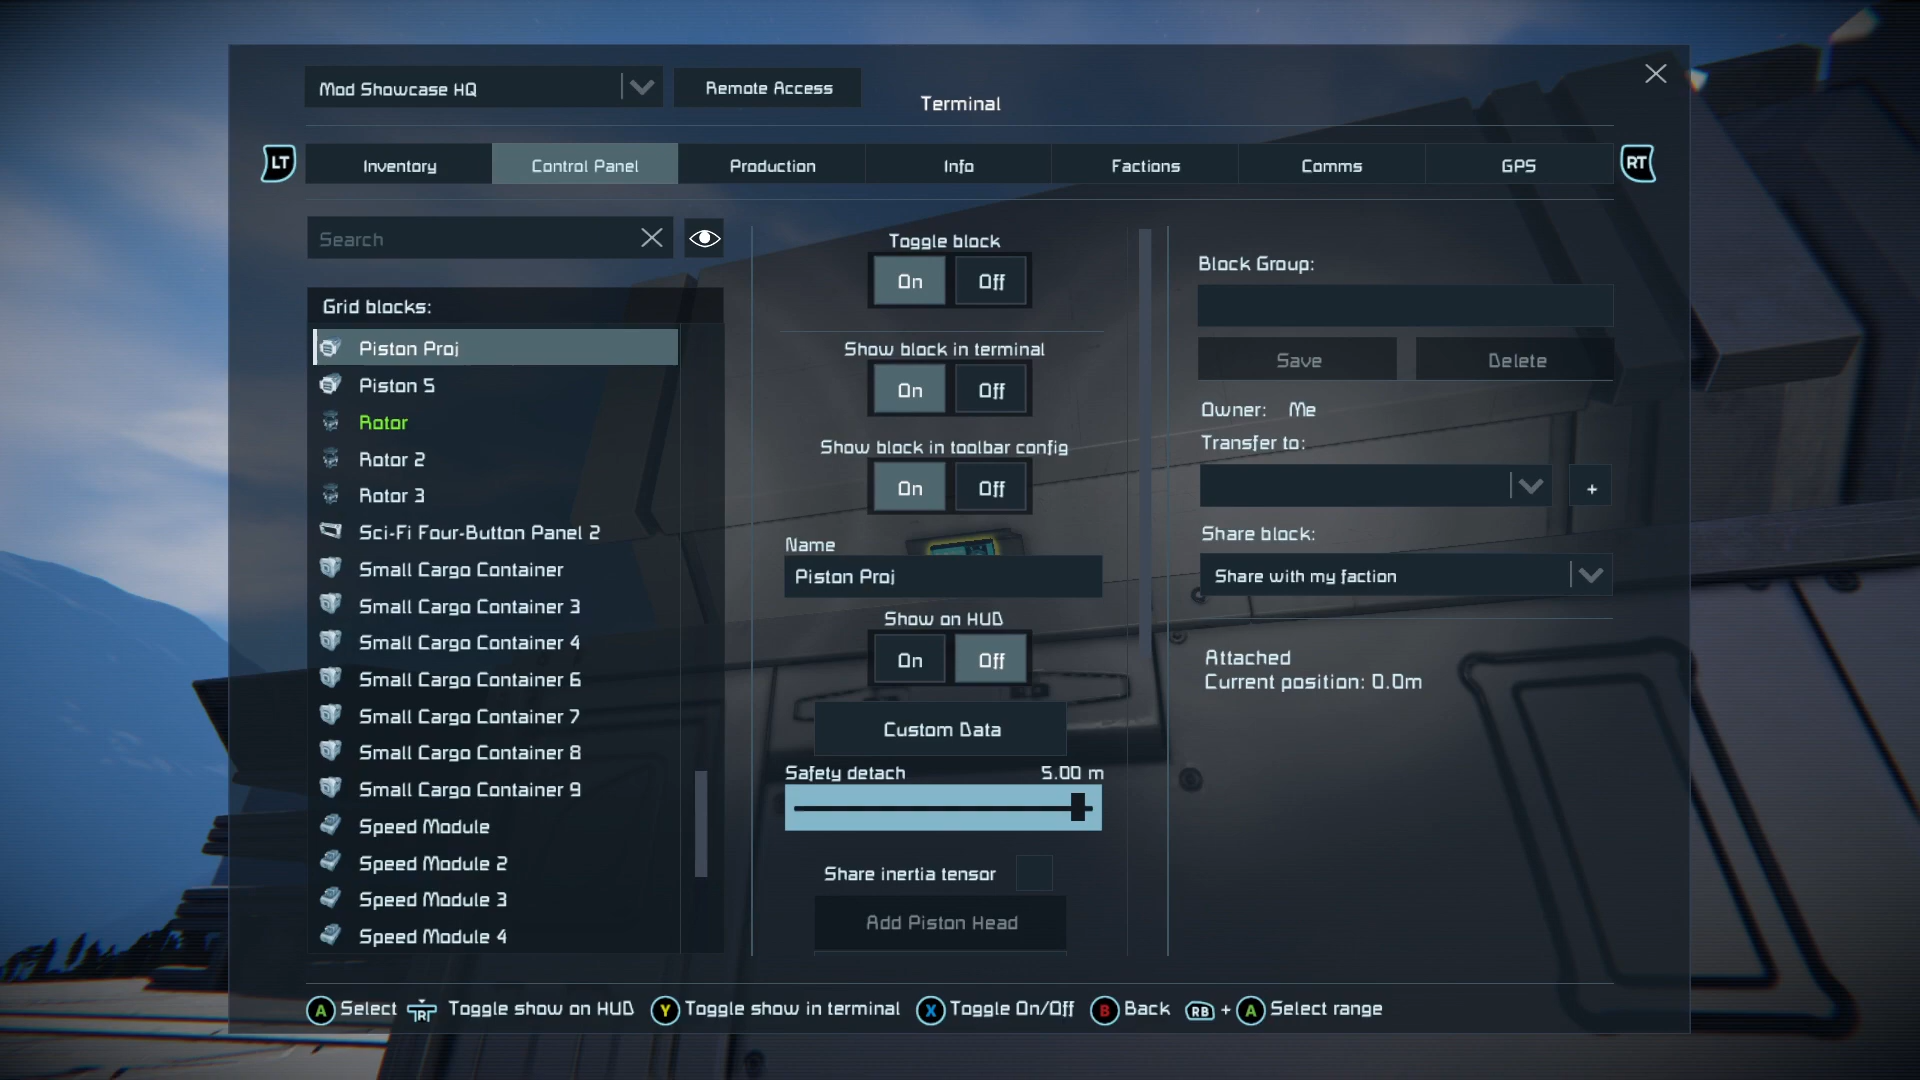 Mod Showcase HQ
Remote Access
Terminal
LT
Inventory
Control Panel
Production
Info
Factions
Comms
GPS
RT
Search
Grid blocks:
Piston Proj
Piston 5
Rotor
Rotor 2
Rotor 3
Sci-Fi Four-Button Panel 2
Small Cargo Container
Small Cargo Container 3
Small Cargo Container 4
Small Cargo Container 6
Small Cargo Container 7
Small Cargo Container 8
Small Cargo Container 9
Speed Module
Speed Module 2
Speed Module 3
Speed Module 4
Toggle block
On Off
Show block in terminal
On Off
Show block in toolbar config
On Off
Name
Piston Proj
Show on HUD
On Off
Custom Data
Safety detach 5.00 m
Share inertia tensor
Add Piston Head
Block Group:
Save
Delete
Owner: Me
Transfer to:
+
Share block:
Share with my faction
Attached
Current position: 0.0m
A Select R Toggle show on HUD Y Toggle show in terminal X Toggle On/Off B Back RB + A Select range